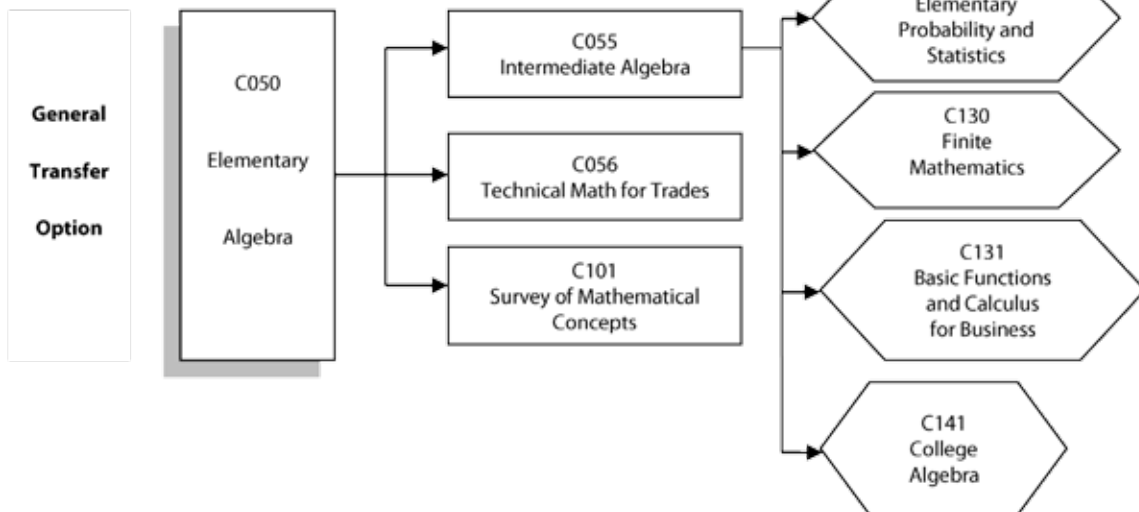 General
Transfer
Option
C050
Elementary
Algebra
C055
Intermediate Algebra
C056
Technical Math for Trades
C101
Survey of Mathematical
Concepts
Elementary
Probability and
Statistics
C130
Finite
Mathematics
C131
Basic Functions
and Calculus
for Business
C141
College
Algebra